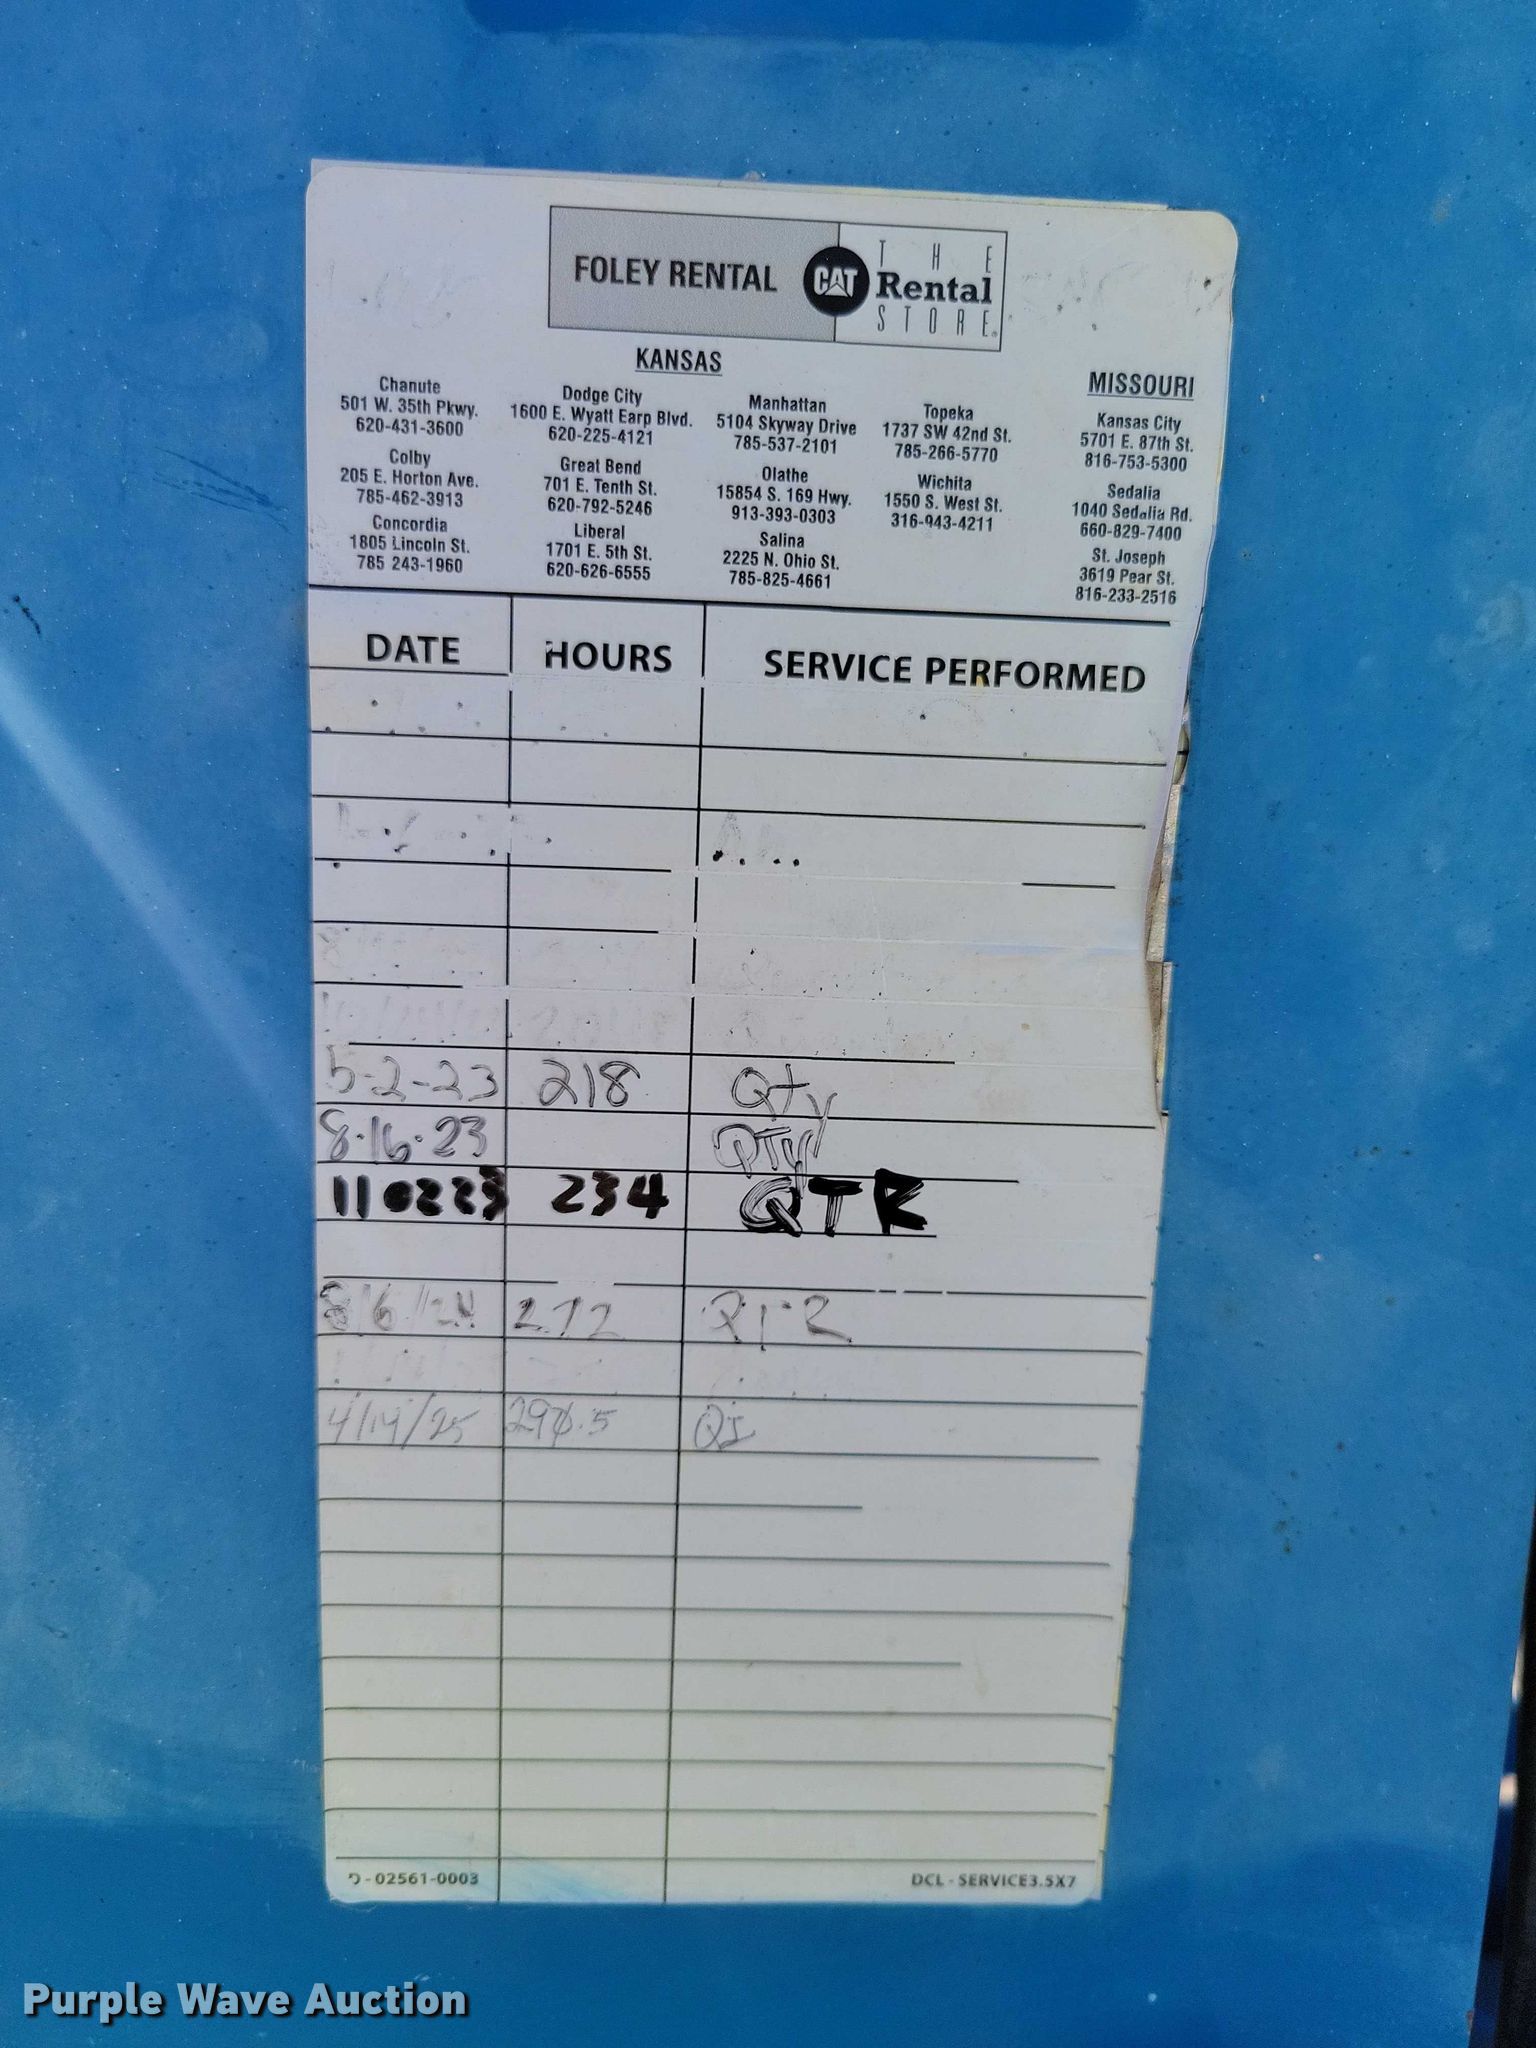 FOLEY RENTAL
CAT
THE
Rental
STORE
KANSAS
Chanute
501 W. 35th Pkwy.
620-431-3600
Colby
205 E. Horton Ave.
785-462-3913
Concordia
1805 Lincoln St.
785 243-1960
Dodge City
1600 E. Wyatt Earp Blvd.
620-225-4121
Great Bend
701 E. Tenth St.
620-792-5246
Liberal
1701 E. 5th St.
620-626-6555
Manhattan
5104 Skyway Drive
785-537-2101
Olathe
15854 S. 169 Hwy.
913-393-0303
Salina
2225 N. Ohio St.
785-825-4661
Topeka
1737 SW 42nd St.
785-266-5770
Wichita
1550 S. West St.
316-943-4211
MISSOURI
Kansas City
5701 E. 87th St.
816-753-5300
Sedalia
1040 Sedalia Rd.
660-829-7400
St. Joseph
3619 Pear St.
816-233-2516
DATE HOURS SERVICE PERFORMED
5-2-23 218 Qty
8.16.23 QTy
110223 234 QTR
272 QTR
4/14/25
-02561-0003 DCL - SERVICE3.5X7
Purple Wave Auction